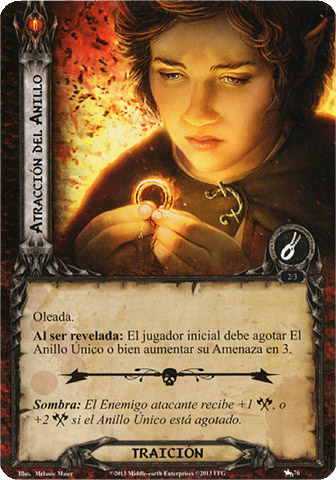 ATRACCIÓN DEL ANILLO
2/3
Oleada.
Al ser revelada: El jugador inicial debe agotar El
Anillo Único o bien aumentar su Amenaza en 3.
Sombra: El Enemigo atacante recibe +1 , o
+2 si el Anillo Único está agotado.
TRAICIÓN
Illus. Melanie Maier ©2013 Middle-earth Enterprises ©2013 FFG 76